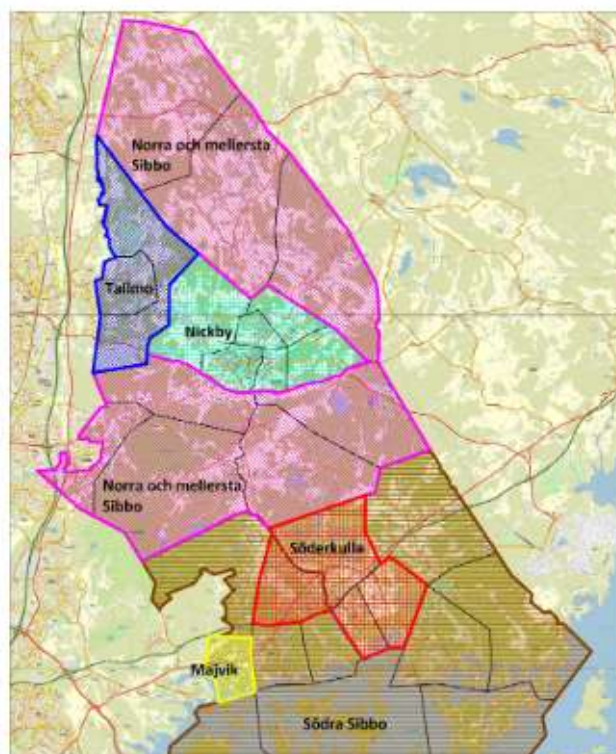 Norra och mellersta
Sibbo
Tallmo
Nickby
Norra och mellersta
Sibbo
Söderkulla
Majvik
Södra Sibbo